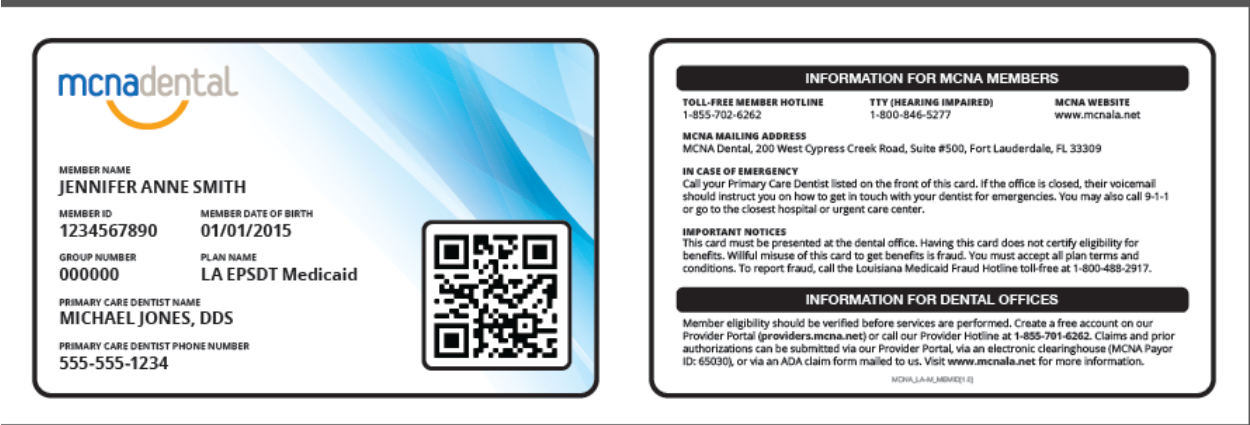 mcnadental
MEMBER NAME
JENNIFER ANNE SMITH
MEMBER ID
1234567890
MEMBER DATE OF BIRTH
01/01/2015
GROUP NUMBER
000000
PLAN NAME
LA EPSDT Medicaid
PRIMARY CARE DENTIST NAME
MICHAEL JONES, DDS
PRIMARY CARE DENTIST PHONE NUMBER
555-555-1234
INFORMATION FOR MCNA MEMBERS
TOLL-FREE MEMBER HOTLINE
1-855-702-6262
TTY (HEARING IMPAIRED)
1-800-846-5277
MCNA WEBSITE
www.mcnala.net
MCNA MAILING ADDRESS
MCNA Dental, 200 West Cypress Creek Road, Suite #500, Fort Lauderdale, FL 33309
IN CASE OF EMERGENCY
Call your Primary Care Dentist listed on the front of this card. If the office is closed, their voicemail
should instruct you on how to get in touch with your dentist for emergencies. You may also call 9-1-1
or go to the closest hospital or urgent care center.
IMPORTANT NOTICES
This card must be presented at the dental office. Having this card does not certify eligibility for
benefits. Willful misuse of this card to get benefits is fraud. You must accept all plan terms and
conditions. To report fraud, call the Louisiana Medicaid Fraud Hotline toll-free at 1-800-488-2917.
INFORMATION FOR DENTAL OFFICES
Member eligibility should be verified before services are performed. Create a free account on our
Provider Portal (providers.mcna.net) or call our Provider Hotline at 1-855-701-6262. Claims and prior
authorizations can be submitted via our Provider Portal, via an electronic clearinghouse (MCNA Payor
ID: 65030), or via an ADA claim form mailed to us. Visit www.mcnala.net for more information.
MCNA_LA-M_MEMID[1.0]